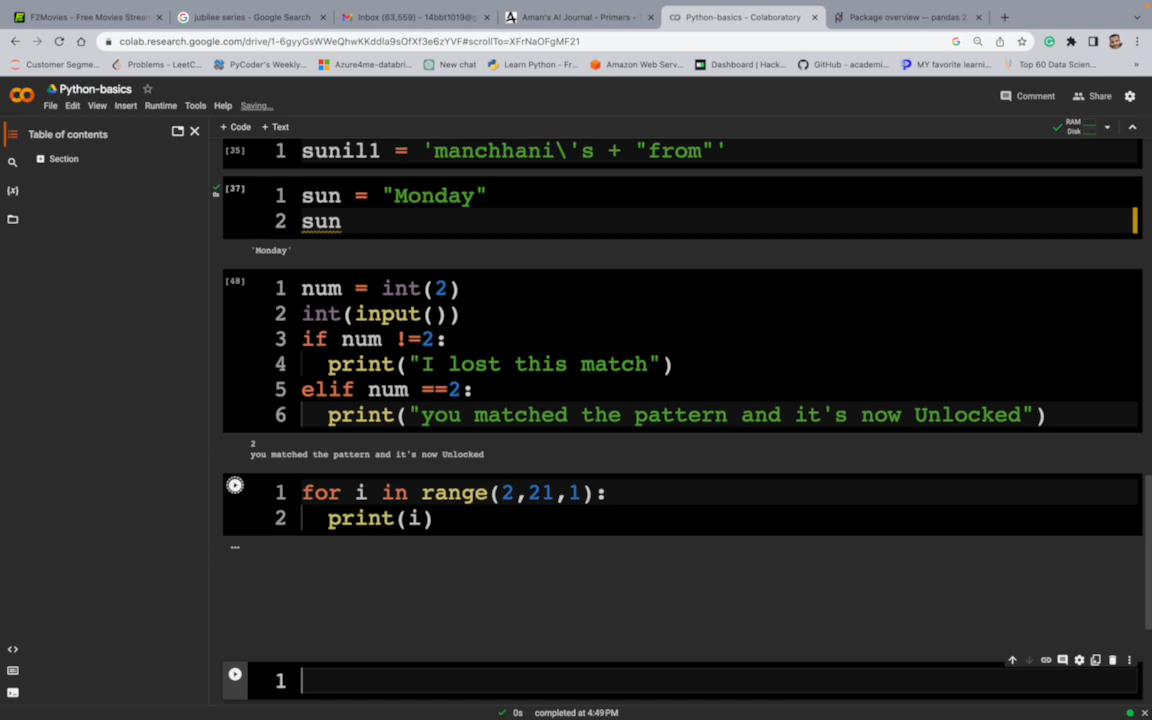 F2Movies - Free Movies Stream
jubilee series - Google Search
Inbox (63,559) - 14bbt1019@g
Aman's AI Journal • Primers •
Python-basics - Colaboratory
Package overview — pandas 2.
colab.research.google.com/drive/1-6gyyGsWWeQhwKKddla9sOfXf3e6zYVF#scrollTo=XFrNaOFgMF21
Customer Segme...
Problems - LeetC...
PyCoder's Weekly...
Azure4me-databri...
New chat
Learn Python - Fr...
Amazon Web Serv...
Dashboard | Hack...
GitHub - academi...
MY favorite learni...
Top 60 Data Scien...
»
Python-basics
File Edit View Insert Runtime Tools Help Saving...
Comment
Share
Table of contents
Section
+ Code + Text
RAM
Disk
[35] 1 sunil1 = 'manchhani\'s + "from"'
0s [37] 1 sun = "Monday"
2 sun
'Monday'
[48] 1 num = int(2)
2 int(input())
3 if num !=2:
4 print("I lost this match")
5 elif num ==2:
6 print("you matched the pattern and it's now Unlocked")
2
you matched the pattern and it's now Unlocked
1 for i in range(2,21,1):
2 print(i)
...
1
0s completed at 4:49 PM